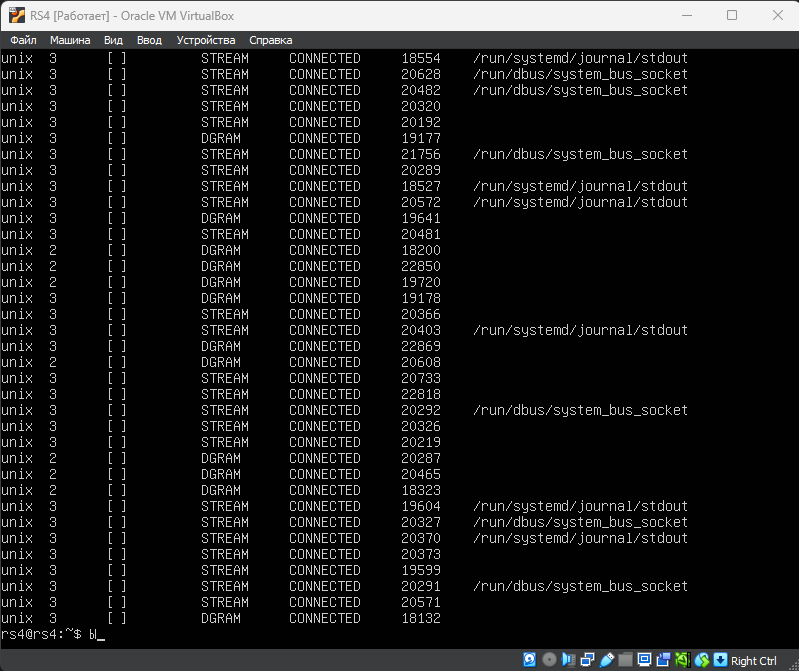 RS4 [Работает] - Oracle VM VirtualBox
Файл Машина Вид Ввод Устройства Справка
unix 3 [ ] STREAM CONNECTED 18554 /run/systemd/journal/stdout
unix 3 [ ] STREAM CONNECTED 20628 /run/dbus/system_bus_socket
unix 3 [ ] STREAM CONNECTED 20482 /run/dbus/system_bus_socket
unix 3 [ ] STREAM CONNECTED 20320
unix 3 [ ] STREAM CONNECTED 20192
unix 3 [ ] DGRAM CONNECTED 19177
unix 3 [ ] STREAM CONNECTED 21756 /run/dbus/system_bus_socket
unix 3 [ ] STREAM CONNECTED 20289
unix 3 [ ] STREAM CONNECTED 18527 /run/systemd/journal/stdout
unix 3 [ ] STREAM CONNECTED 20572 /run/systemd/journal/stdout
unix 3 [ ] DGRAM CONNECTED 19641
unix 3 [ ] STREAM CONNECTED 20481
unix 2 [ ] DGRAM CONNECTED 18200
unix 2 [ ] DGRAM CONNECTED 22850
unix 2 [ ] DGRAM CONNECTED 19720
unix 3 [ ] DGRAM CONNECTED 19178
unix 3 [ ] STREAM CONNECTED 20366
unix 3 [ ] STREAM CONNECTED 20403 /run/systemd/journal/stdout
unix 3 [ ] DGRAM CONNECTED 22869
unix 2 [ ] DGRAM CONNECTED 20608
unix 3 [ ] STREAM CONNECTED 20733
unix 3 [ ] STREAM CONNECTED 22818
unix 3 [ ] STREAM CONNECTED 20292 /run/dbus/system_bus_socket
unix 3 [ ] STREAM CONNECTED 20326
unix 3 [ ] STREAM CONNECTED 20219
unix 2 [ ] DGRAM CONNECTED 20287
unix 2 [ ] DGRAM CONNECTED 20465
unix 2 [ ] DGRAM CONNECTED 18323
unix 3 [ ] STREAM CONNECTED 19604 /run/systemd/journal/stdout
unix 3 [ ] STREAM CONNECTED 20327 /run/dbus/system_bus_socket
unix 3 [ ] STREAM CONNECTED 20370 /run/systemd/journal/stdout
unix 3 [ ] STREAM CONNECTED 20373
unix 3 [ ] STREAM CONNECTED 19599
unix 3 [ ] STREAM CONNECTED 20291 /run/dbus/system_bus_socket
unix 3 [ ] STREAM CONNECTED 20571
unix 3 [ ] DGRAM CONNECTED 18132
rs4@rs4:~$ ы_
Right Ctrl